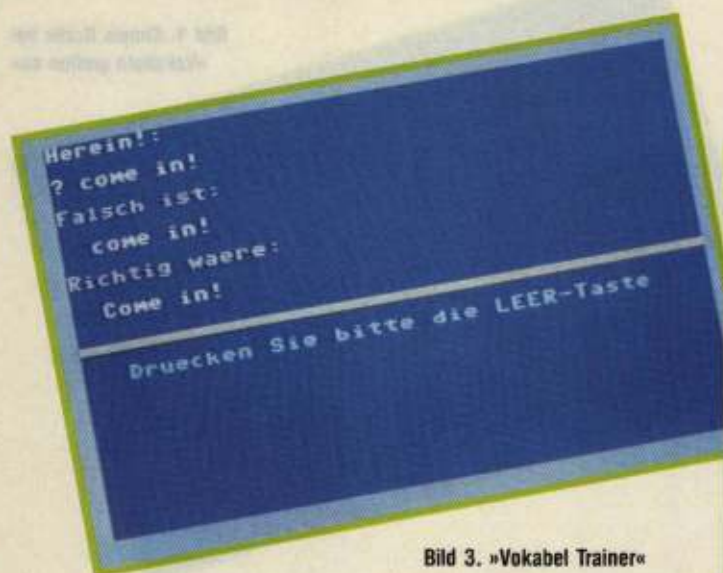 Herein!:
? come in!
Falsch ist:
come in!
Richtig waere:
Come in!
Druecken Sie bitte die LEER-Taste
Bild 3. »Vokabel Trainer«